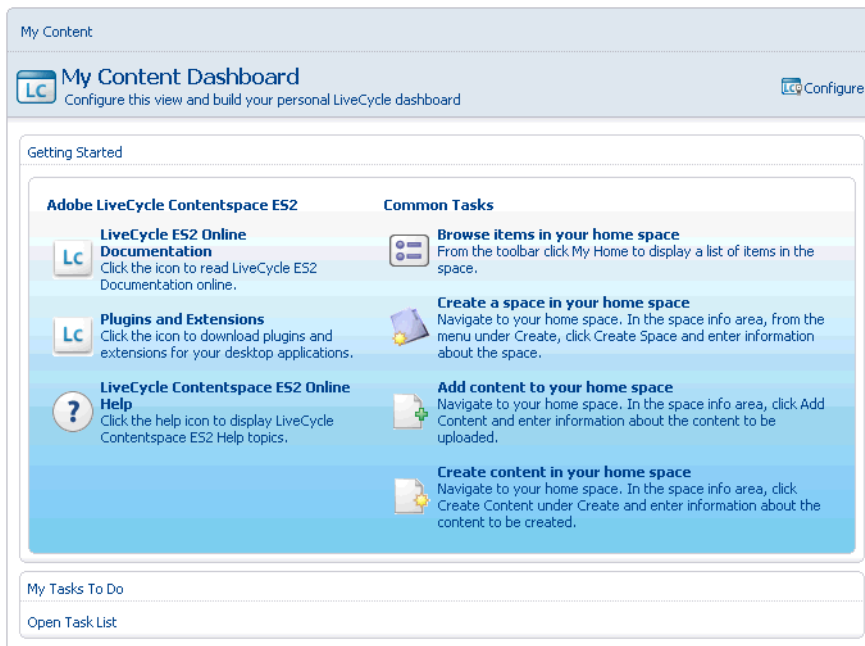 My Content
LC
My Content Dashboard
Configure this view and build your personal LiveCycle dashboard
LC
Configure
Getting Started
Adobe LiveCycle Contentspace ES2
Lc
LiveCycle ES2 Online
Documentation
Click the icon to read LiveCycle ES2
Documentation online.
Lc
Plugins and Extensions
Click the icon to download plugins and
extensions for your desktop applications.
?
LiveCycle Contentspace ES2 Online
Help
Click the help icon to display LiveCycle
Contentspace ES2 Help topics.
Common Tasks
Browse items in your home space
From the toolbar click My Home to display a list of items in the
space.
Create a space in your home space
Navigate to your home space. In the space info area, from the
menu under Create, click Create Space and enter information
about the space.
Add content to your home space
Navigate to your home space. In the space info area, click Add
Content and enter information about the content to be
uploaded.
Create content in your home space
Navigate to your home space. In the space info area, click
Create Content under Create and enter information about the
content to be created.
My Tasks To Do
Open Task List